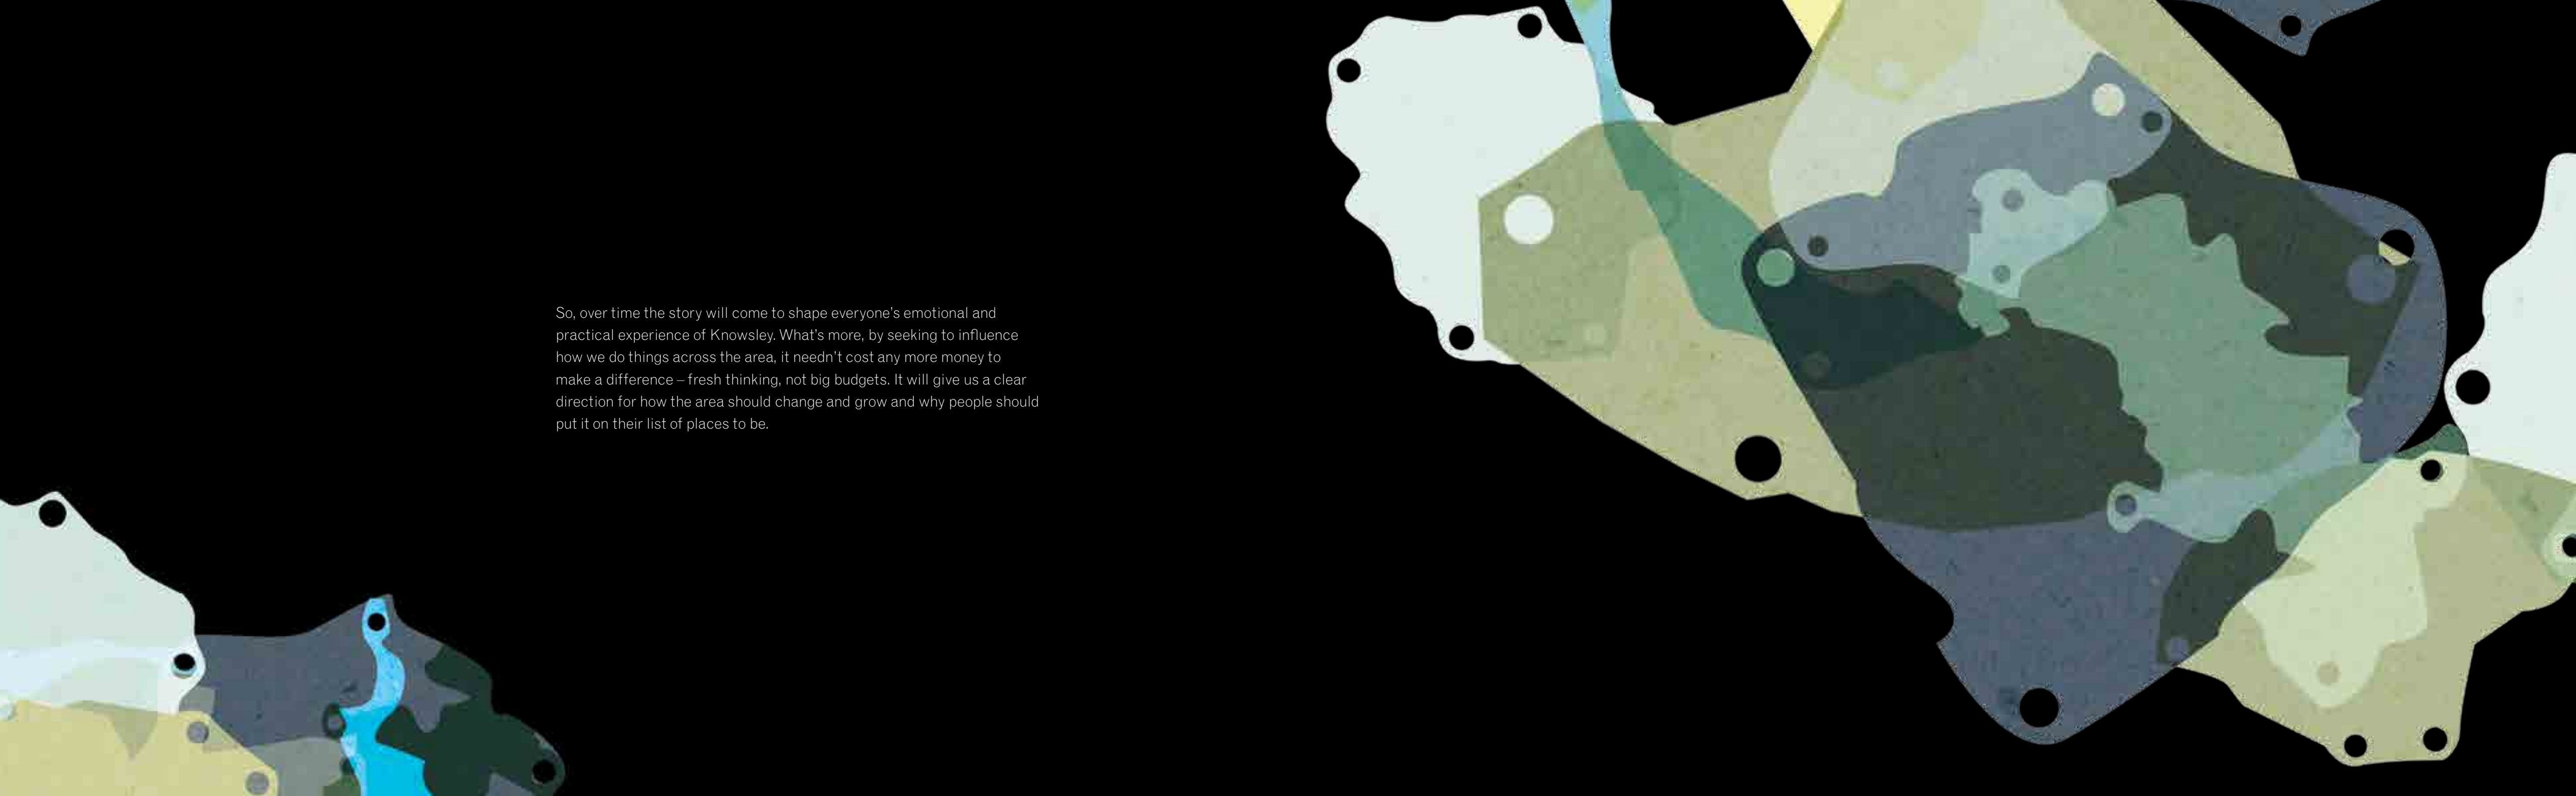 So, over time the story will come to shape everyone's emotional and
practical experience of Knowsley. What's more, by seeking to influence
how we do things across the area, it needn't cost any more money to
make a difference – fresh thinking, not big budgets. It will give us a clear
direction for how the area should change and grow and why people should
put it on their list of places to be.